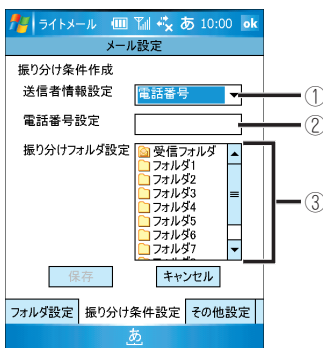 ライトメール あ 10:00 ok
メール設定
振り分け条件作成
送信者情報設定 電話番号 ①
電話番号設定 ②
振り分けフォルダ設定 受信フォルダ
フォルダ1
フォルダ2
フォルダ3
フォルダ4 ③
フォルダ5
フォルダ6
フォルダ7
保存 キャンセル
フォルダ設定 振り分け条件設定 その他設定
あ